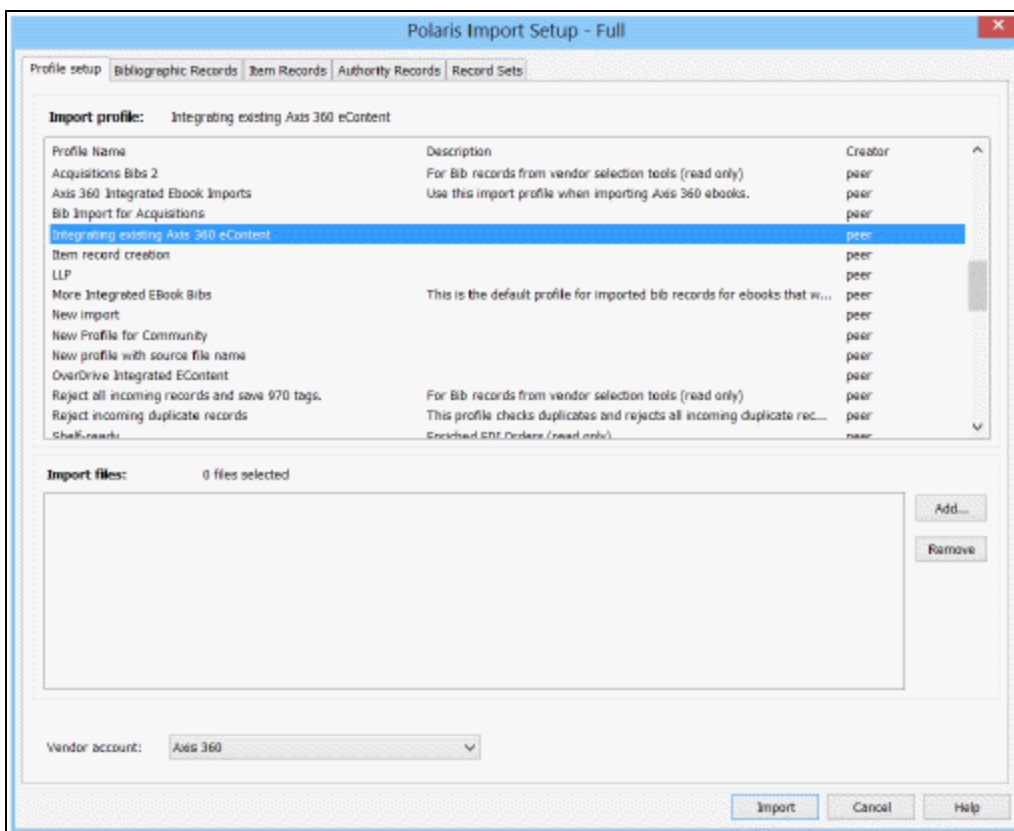 Polaris Import Setup - Full
Profile setup Bibliographic Records Item Records Authority Records Record Sets
Import profile: Integrating existing Axis 360 eContent
Profile Name Description Creator
Acquisitions Bibs 2 For Bib records from vendor selection tools (read only) peer
Axis 360 Integrated Ebook Imports Use this import profile when importing Axis 360 ebooks. peer
Bib Import for Acquisitions peer
Integrating existing Axis 360 eContent peer
Item record creation peer
LLP peer
More Integrated EBook Bibs This is the default profile for imported bib records for ebooks that w... peer
New import peer
New Profile for Community peer
New profile with source file name peer
OverDrive Integrated EContent peer
Reject all incoming records and save 970 tags. For Bib records from vendor selection tools (read only) peer
Reject incoming duplicate records This profile checks duplicates and rejects all incoming duplicate rec... peer
Shelf-ready Enriched EDI Orders (read only) peer
Import files: 0 files selected
Add...
Remove
Vendor account: Axis 360
Import Cancel Help